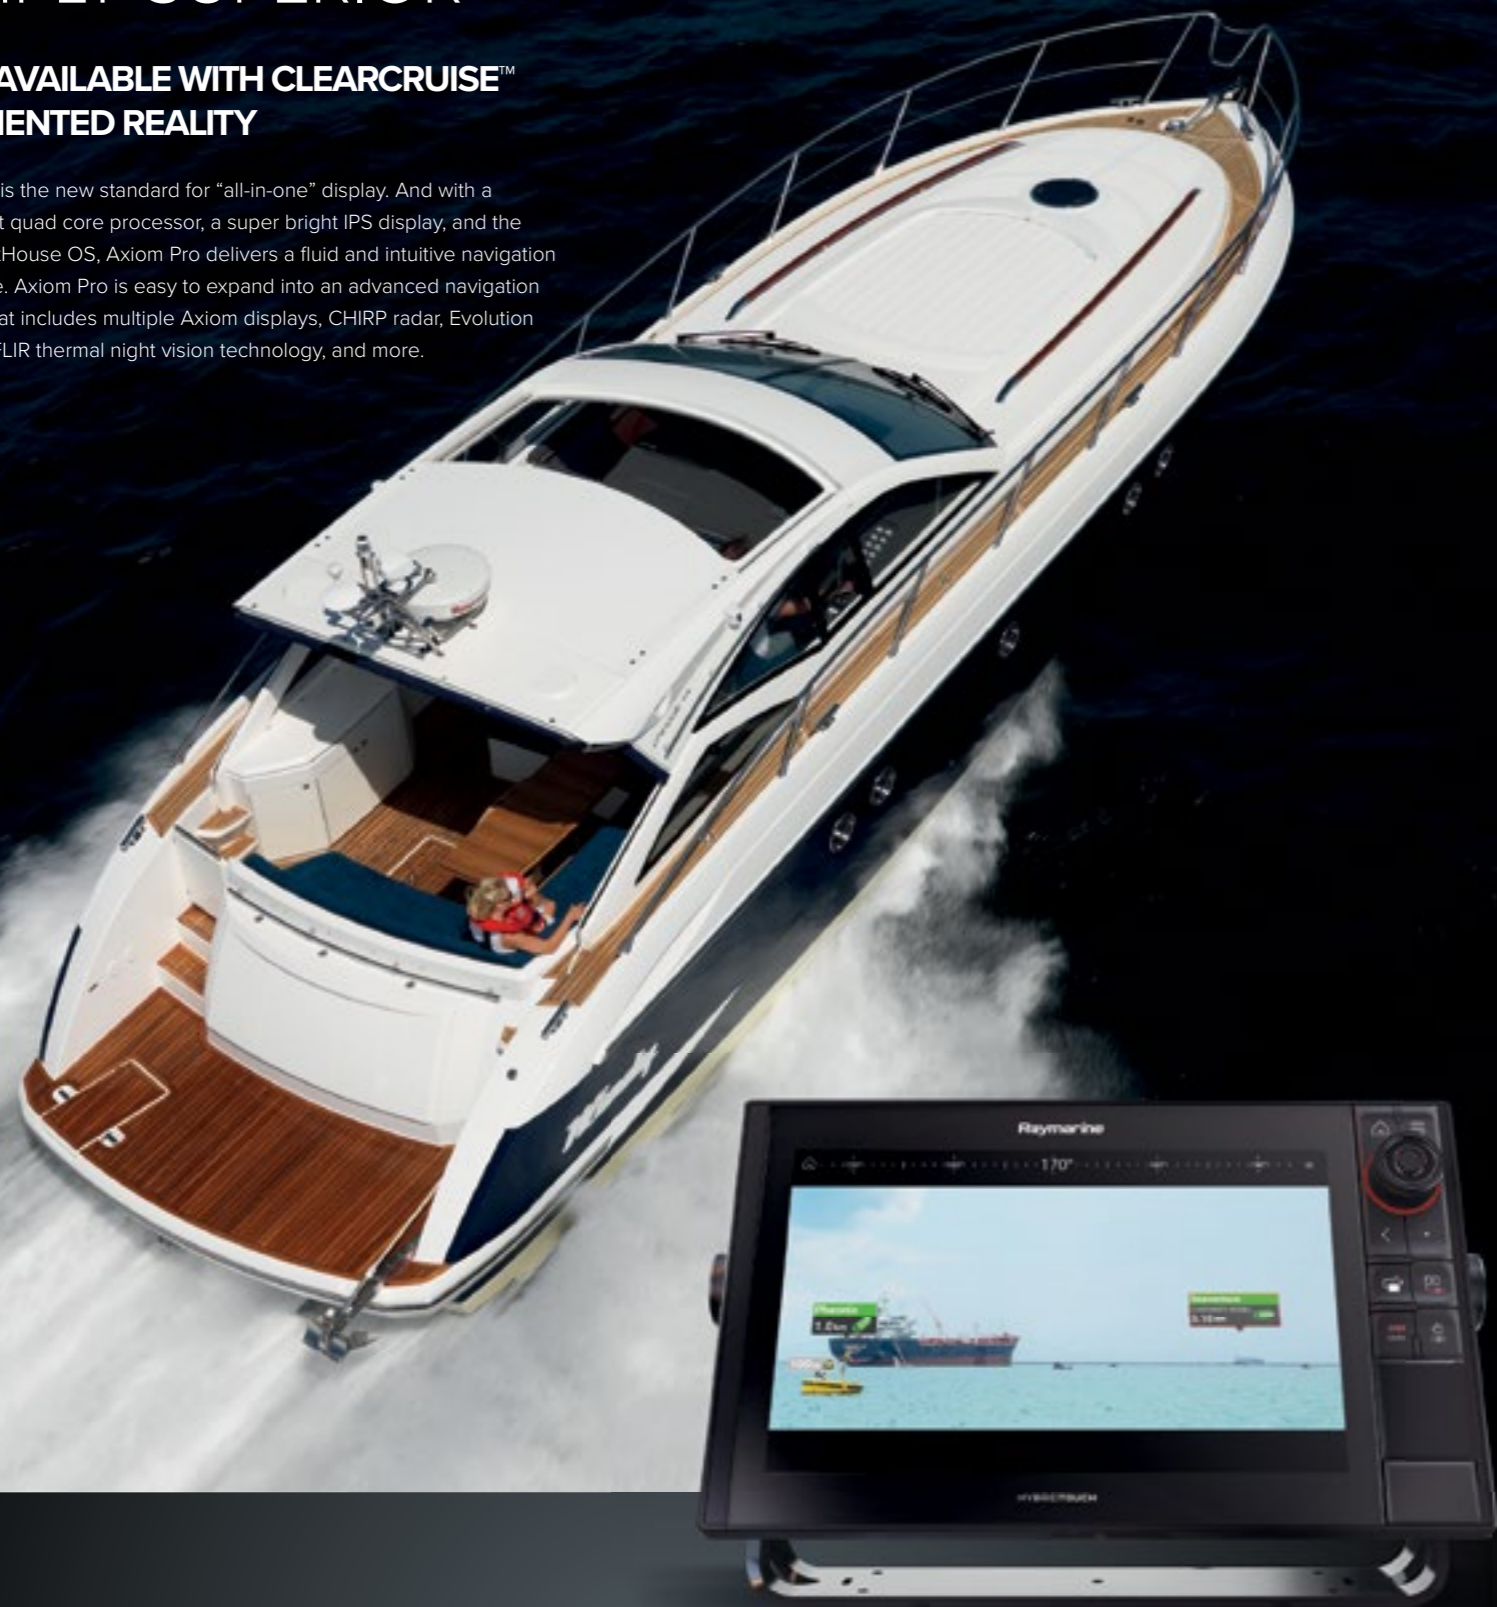 AVAILABLE WITH CLEARCRUISE™
ENTED REALITY
is the new standard for “all-in-one” display. And with a
t quad core processor, a super bright IPS display, and the
House OS, Axiom Pro delivers a fluid and intuitive navigation
e. Axiom Pro is easy to expand into an advanced navigation
at includes multiple Axiom displays, CHIRP radar, Evolution
FLIR thermal night vision technology, and more.
Raymarine
170°
HYBRIDTOUCH